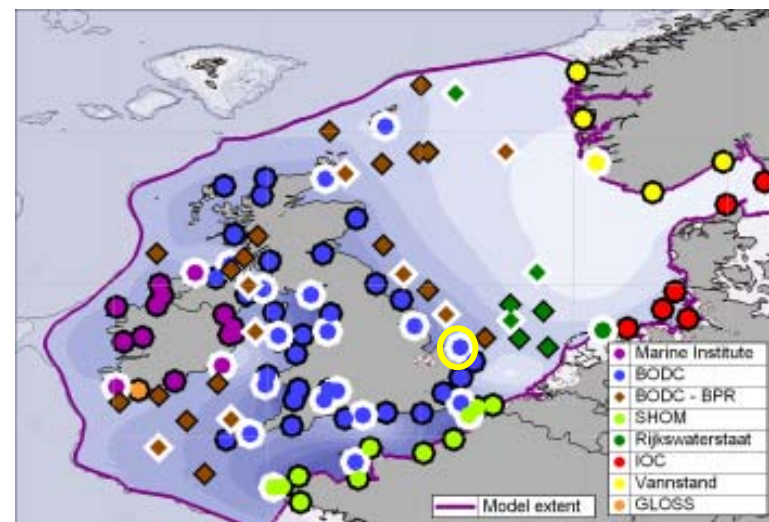 Marine Institute
BODC
BODC - BPR
SHOM
Rijkswaterstaat
IOC
Vannstand
GLOSS
Model extent